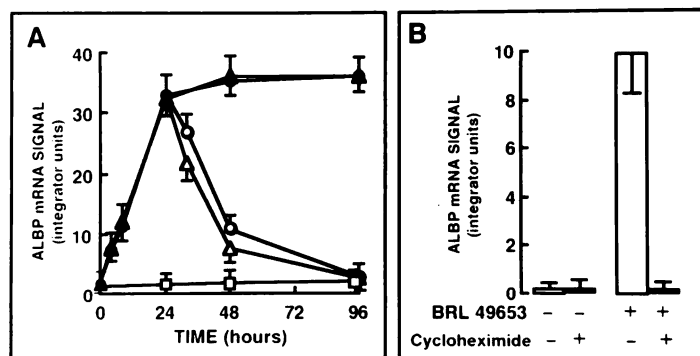 A
ALBP mRNA SIGNAL
(integrator units)
40
30
20
10
0
0 24 48 72 96
TIME (hours)
B
ALBP mRNA SIGNAL
(integrator units)
10
8
6
4
2
0
BRL 49653 - - + +
Cycloheximide - + - +